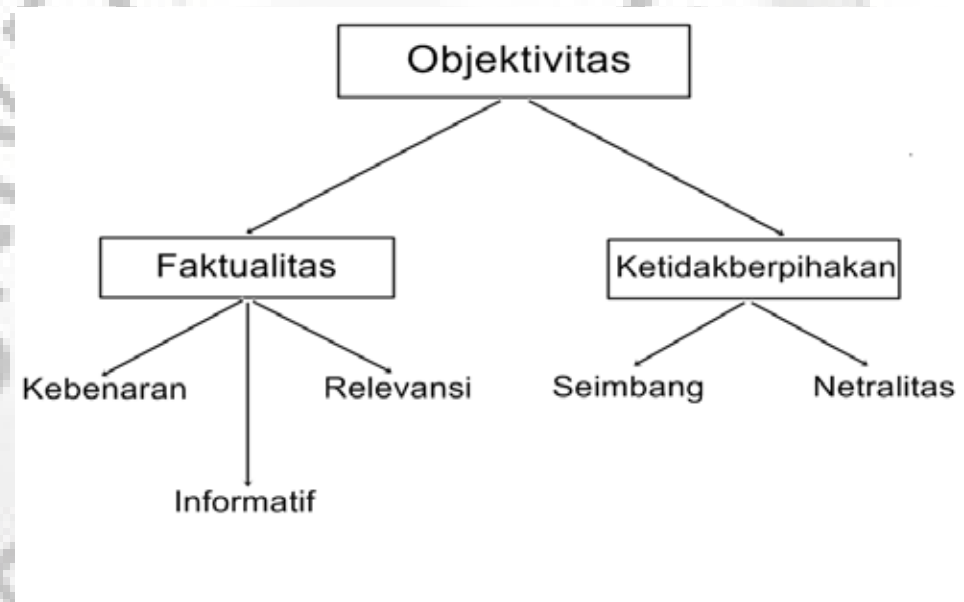 Objektivitas
Faktualitas
Ketidakberpihakan
Kebenaran
Relevansi
Seimbang
Netralitas
Informatif